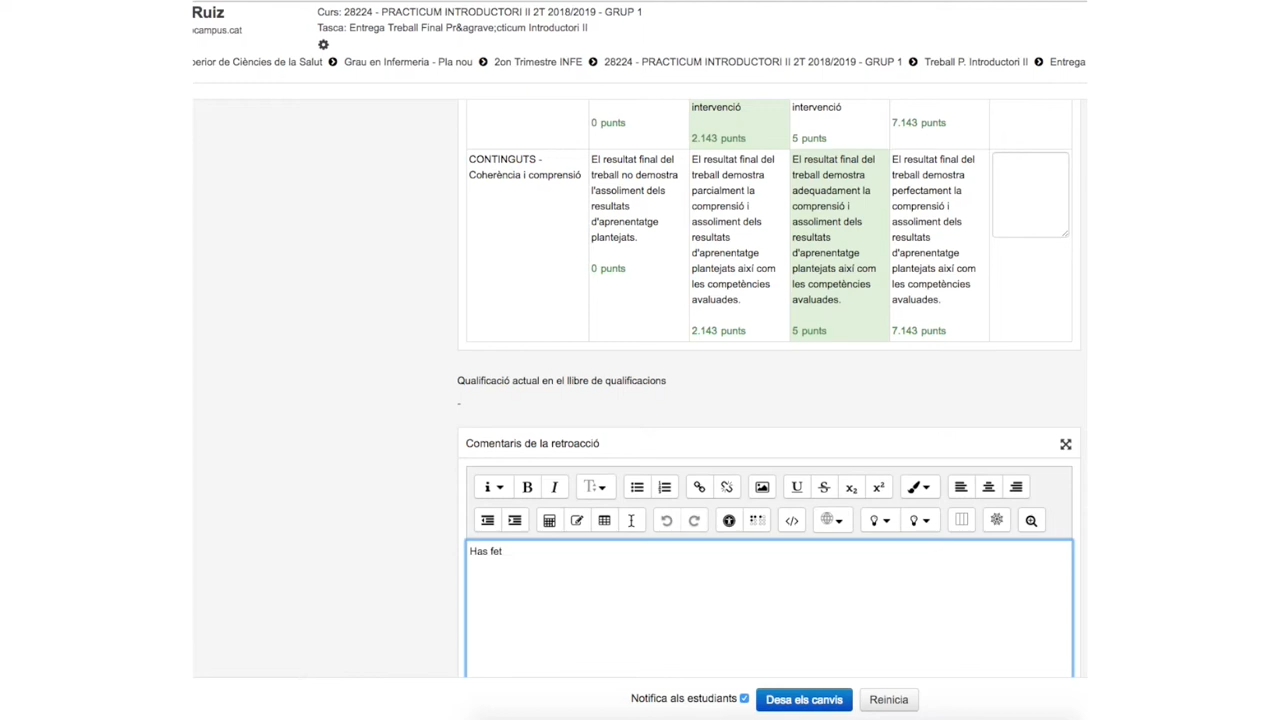 Ruiz
ocampus.cat
Curs: 28224 - PRACTICUM INTRODUCTORI II 2T 2018/2019 - GRUP 1
Tasca: Entrega Treball Final Pr&agrave;cticum Introductori II
perior de Ciències de la Salut
Grau en Infermeria - Pla nou
2on Trimestre INFE
28224 - PRACTICUM INTRODUCTORI II 2T 2018/2019 - GRUP 1
Treball P. Introductori II
Entrega
0 punts
intervenció
2.143 punts
intervenció
5 punts
7.143 punts
CONTINGUTS -
Coherència i comprensió
El resultat final del
treball no demostra
l'assoliment dels
resultats
d'aprenentatge
plantejats.
0 punts
El resultat final del
treball demostra
parcialment la
comprensió i
assoliment dels
resultats
d'aprenentatge
plantejats així com
les competències
avaluades.
2.143 punts
El resultat final del
treball demostra
adequadament la
comprensió i
assoliment dels
resultats
d'aprenentatge
plantejats així com
les competències
avaluades.
5 punts
El resultat final del
treball demostra
perfectament la
comprensió i
assoliment dels
resultats
d'aprenentatge
plantejats així com
les competències
avaluades.
7.143 punts
Qualificació actual en el llibre de qualificacions
-
Comentaris de la retroacció
Has fet
Notifica als estudiants
Desa els canvis
Reinicia